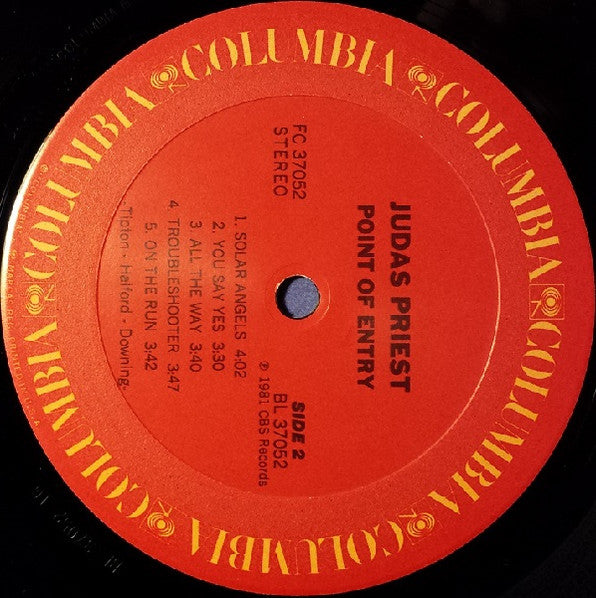 COLUMBIA
COLUMBIA
COLUMBIA
COLUMBIA
COLUMBIA
COLUMBIA
JUDAS PRIEST
POINT OF ENTRY
FC 37052
STEREO
SIDE 2
BL 37052
℗ 1981 CBS Records
1. SOLAR ANGELS 4:02
2. YOU SAY YES 3:30
3. ALL THE WAY 3:40
4. TROUBLESHOOTER 3:47
5. ON THE RUN 3:42
Tipton - Halford - Downing.